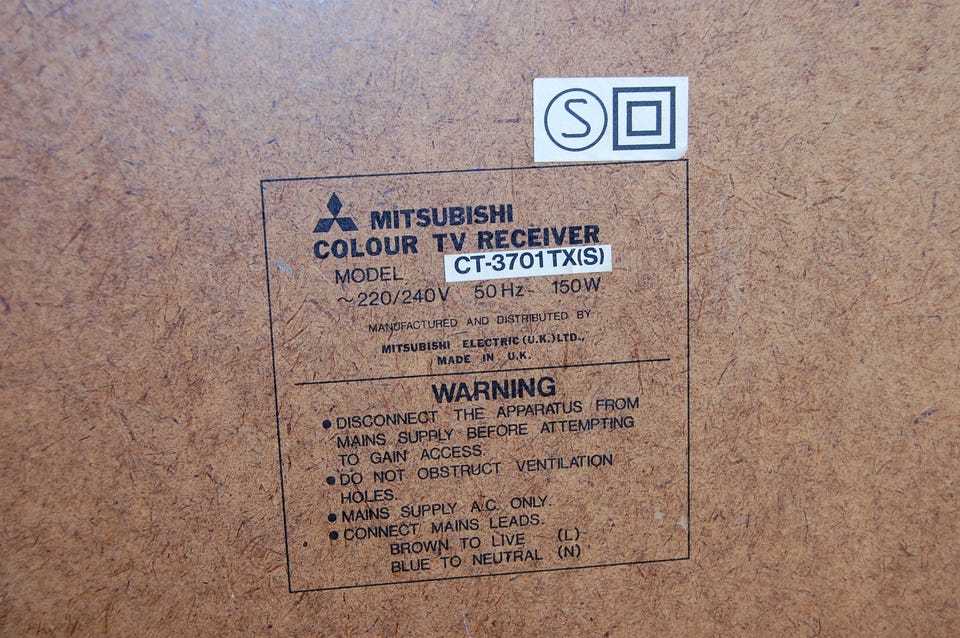 S
MITSUBISHI
COLOUR TV RECEIVER
MODEL CT-3701TX(S)
~220/240V 50Hz- 150W
MANUFACTURED AND DISTRIBUTED BY
MITSUBISHI ELECTRIC (U.K.) LTD.,
MADE IN U.K.
WARNING
● DISCONNECT THE APPARATUS FROM
MAINS SUPPLY BEFORE ATTEMPTING
TO GAIN ACCESS.
● DO NOT OBSTRUCT VENTILATION
HOLES.
● MAINS SUPPLY A.C. ONLY.
● CONNECT MAINS LEADS.
BROWN TO LIVE (L)
BLUE TO NEUTRAL (N)